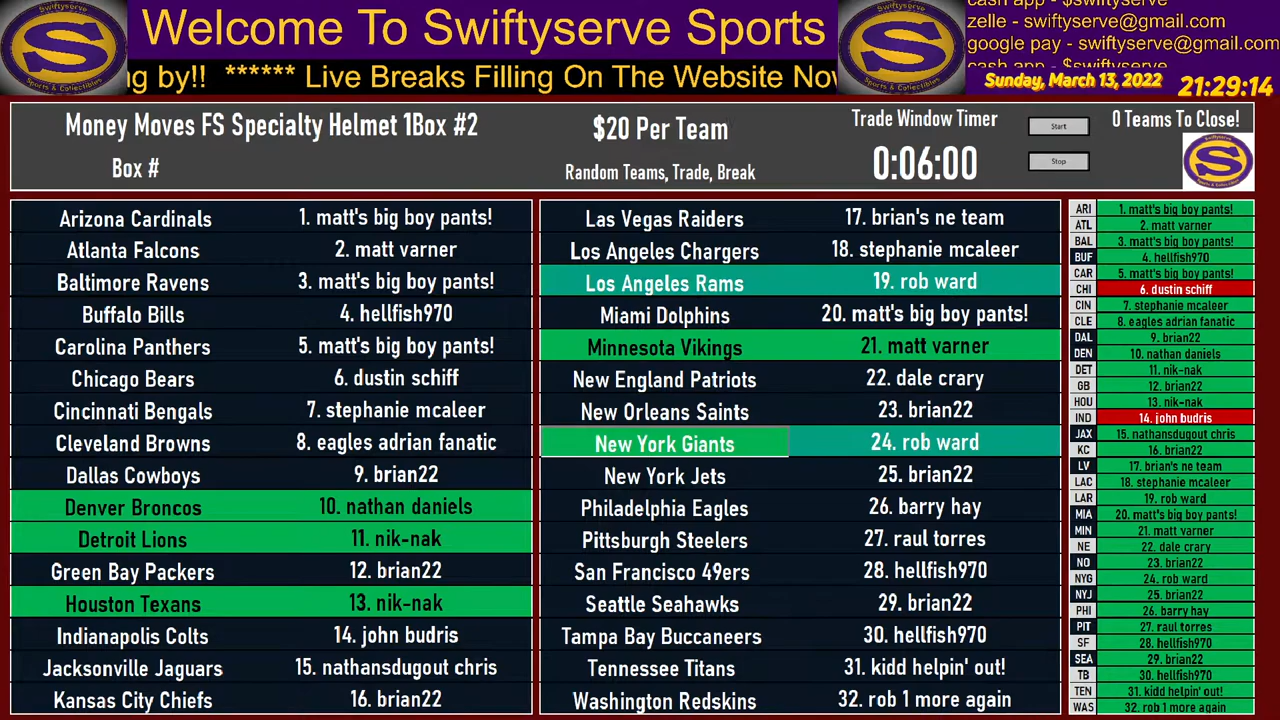 Welcome To Swiftyserve Sports
ng by!! ****** Live Breaks Filling On The Website Now
cash app - $swiftyserve
zelle - swiftyserve@gmail.com
google pay - swiftyserve@gmail.com
Sunday, March 13, 2022 21:29:14
Money Moves FS Specialty Helmet 1Box #2
Box #
$20 Per Team
Random Teams, Trade, Break
Trade Window Timer
0:06:00
Start
Stop
0 Teams To Close!
Arizona Cardinals 1. matt's big boy pants!
Atlanta Falcons 2. matt varner
Baltimore Ravens 3. matt's big boy pants!
Buffalo Bills 4. hellfish970
Carolina Panthers 5. matt's big boy pants!
Chicago Bears 6. dustin schiff
Cincinnati Bengals 7. stephanie mcaleer
Cleveland Browns 8. eagles adrian fanatic
Dallas Cowboys 9. brian22
Denver Broncos 10. nathan daniels
Detroit Lions 11. nik-nak
Green Bay Packers 12. brian22
Houston Texans 13. nik-nak
Indianapolis Colts 14. john budris
Jacksonville Jaguars 15. nathansdugout chris
Kansas City Chiefs 16. brian22
Las Vegas Raiders 17. brian's ne team
Los Angeles Chargers 18. stephanie mcaleer
Los Angeles Rams 19. rob ward
Miami Dolphins 20. matt's big boy pants!
Minnesota Vikings 21. matt varner
New England Patriots 22. dale crary
New Orleans Saints 23. brian22
New York Giants 24. rob ward
New York Jets 25. brian22
Philadelphia Eagles 26. barry hay
Pittsburgh Steelers 27. raul torres
San Francisco 49ers 28. hellfish970
Seattle Seahawks 29. brian22
Tampa Bay Buccaneers 30. hellfish970
Tennessee Titans 31. kidd helpin' out!
Washington Redskins 32. rob 1 more again
ARI 1. matt's big boy pants!
ATL 2. matt varner
BAL 3. matt's big boy pants!
BUF 4. hellfish970
CAR 5. matt's big boy pants!
CHI 6. dustin schiff
CIN 7. stephanie mcaleer
CLE 8. eagles adrian fanatic
DAL 9. brian22
DEN 10. nathan daniels
DET 11. nik-nak
GB 12. brian22
HOU 13. nik-nak
IND 14. john budris
JAX 15. nathansdugout chris
KC 16. brian22
LV 17. brian's ne team
LAC 18. stephanie mcaleer
LAR 19. rob ward
MIA 20. matt's big boy pants!
MIN 21. matt varner
NE 22. dale crary
NO 23. brian22
NYG 24. rob ward
NYJ 25. brian22
PHI 26. barry hay
PIT 27. raul torres
SF 28. hellfish970
SEA 29. brian22
TB 30. hellfish970
TEN 31. kidd helpin' out!
WAS 32. rob 1 more again